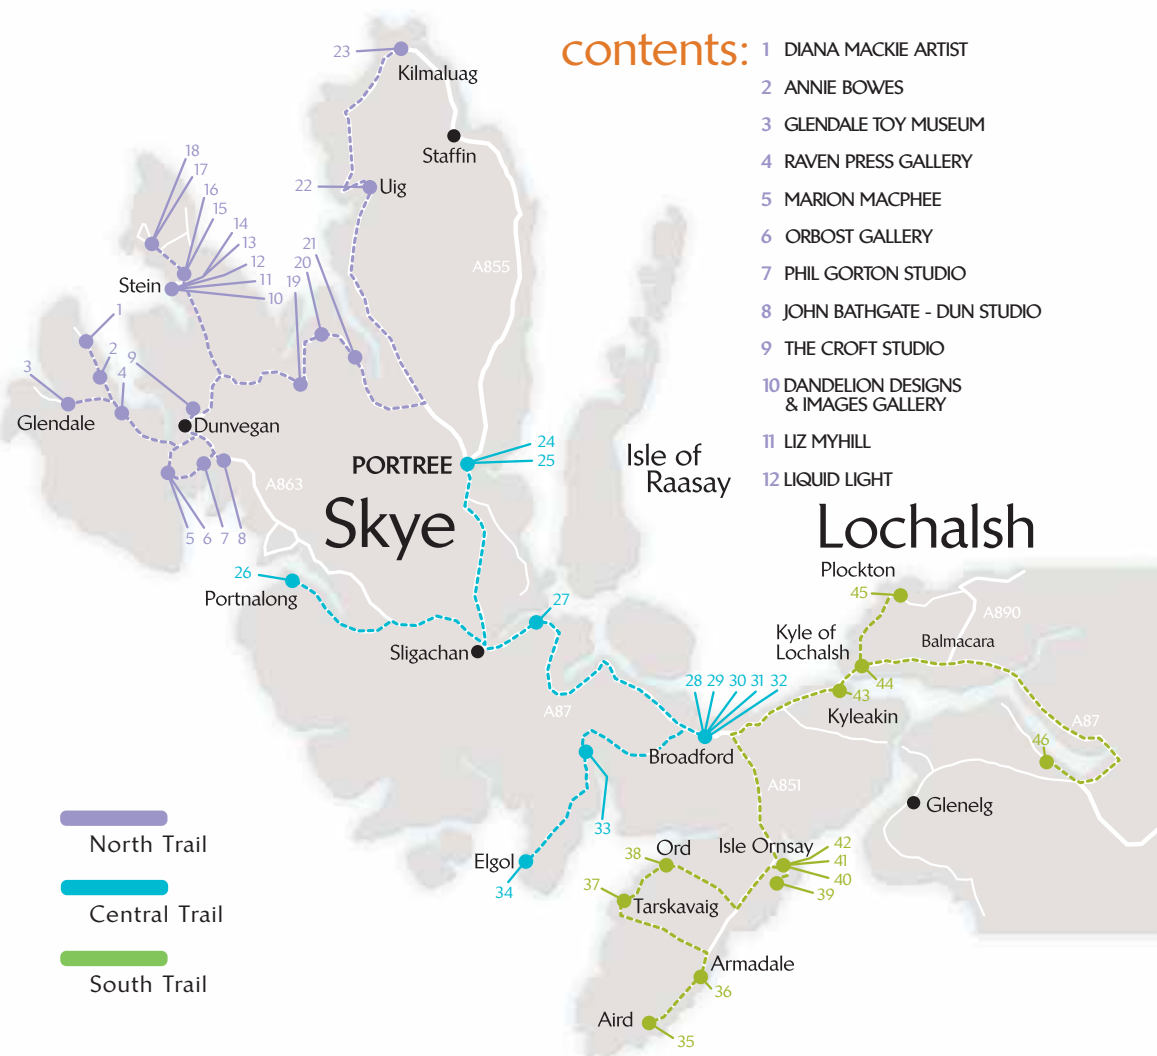 contents:
1 DIANA MACKIE ARTIST
2 ANNIE BOWES
3 GLENDALE TOY MUSEUM
4 RAVEN PRESS GALLERY
5 MARION MACPHEE
6 ORBOST GALLERY
7 PHIL GORTON STUDIO
8 JOHN BATHGATE - DUN STUDIO
9 THE CROFT STUDIO
10 DANDELION DESIGNS
& IMAGES GALLERY
11 LIZ MYHILL
12 LIQUID LIGHT
23
Kilmaluag
Staffin
22
Uig
18
17
16
15
14
13
12
11
10
Stein
21
20
19
A855
1
2
3
4
9
Glendale
Dunvegan
PORTREE
24
25
Isle of
Raasay
A863
Skye
5
6
7
8
Lochalsh
Plockton
26
Portnalong
27
45
A890
Kyle of
Lochalsh
Balmacara
Sligachan
28
29
30
31
32
44
43
Kyleakin
A87
A87
46
Broadford
A851
Glenelg
33
North Trail
Elgol
34
38
Ord
Isle Ornsay
42
41
40
39
37
Tarskavaig
Central Trail
Armadale
36
South Trail
Aird
35